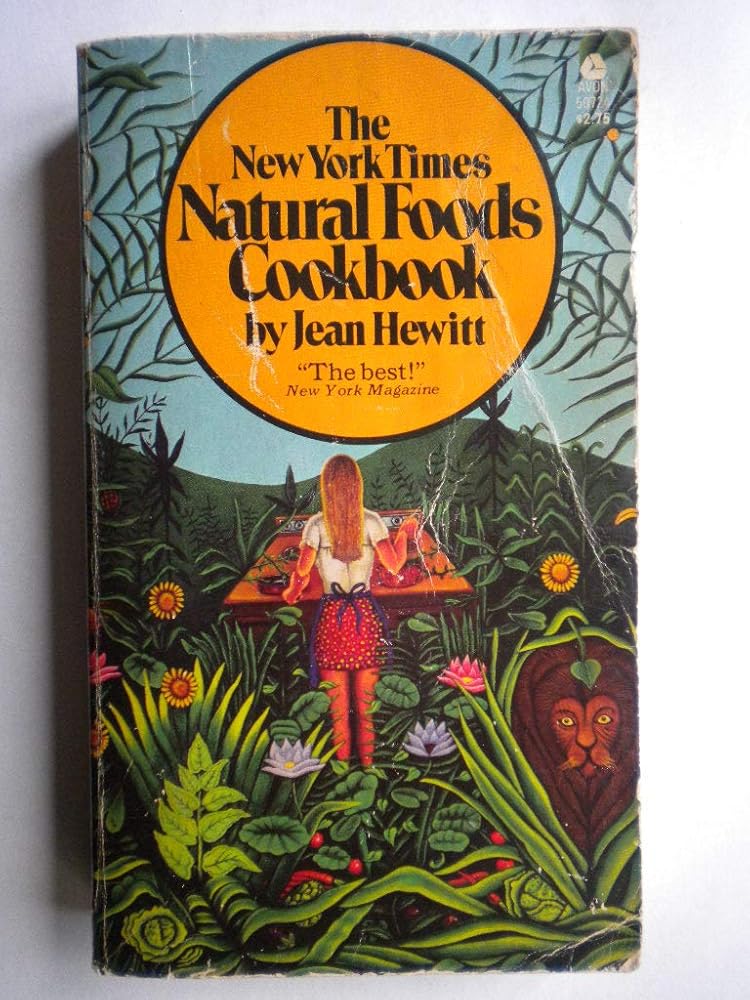 The
New York Times
Natural Foods
Cookbook
by Jean Hewitt
"The best!"
New York Magazine
AVON
$2.75